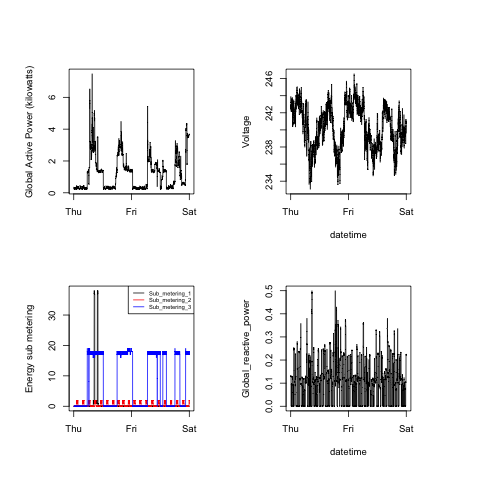 Global Active Power (kilowatts)
0 2 4 6
Thu Fri Sat
Voltage
234 238 242 246
Thu Fri Sat
datetime
Energy sub metering
0 10 20 30
Sub_metering_1
Sub_metering_2
Sub_metering_3
Thu Fri Sat
Global_reactive_power
0.0 0.1 0.2 0.3 0.4 0.5
Thu Fri Sat
datetime